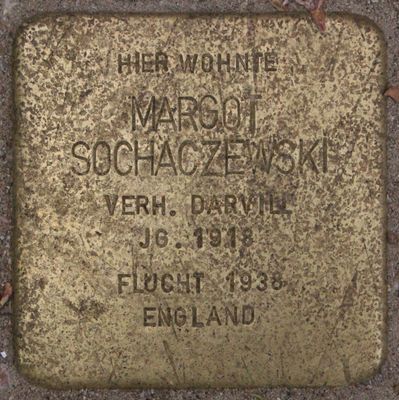 HIER WOHNTE
MARGOT
SOCHACZEWSKI
VERH. DARVILL
JG. 1918
FLUCHT 1938
ENGLAND